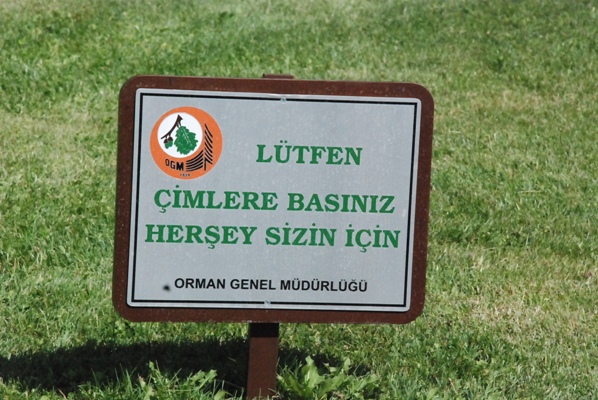 OGM
LÜTFEN
ÇİMLERE BASINIZ
HERŞEY SİZİN İÇİN
ORMAN GENEL MÜDÜRLÜĞÜ